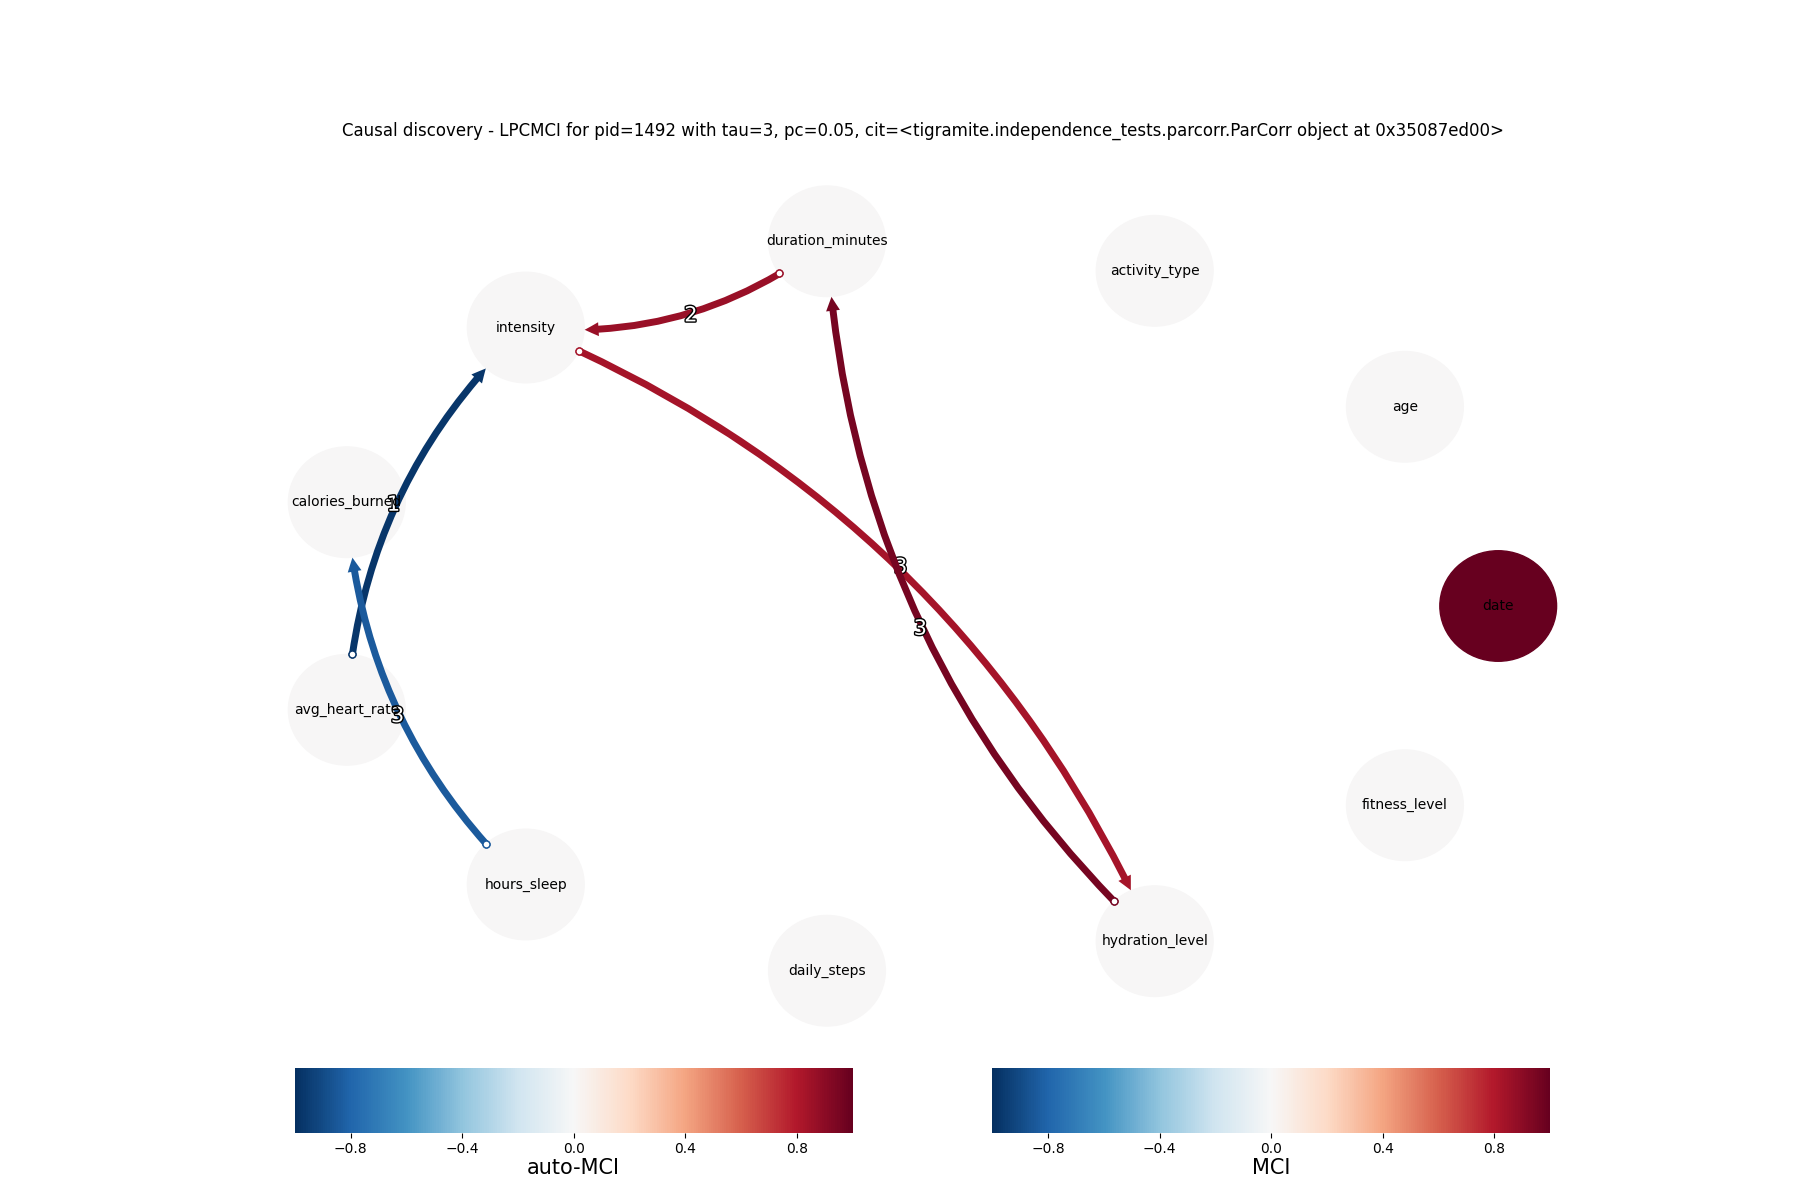 Causal discovery - LPCMCI for pid=1492 with tau=3, pc=0.05, cit=<tigramite.independence_tests.parcorr.ParCorr object at 0x35087ed00>
duration_minutes
activity_type
2
intensity
age
calories_burned
1
3
date
3
avg_heart_rate
3
fitness_level
hours_sleep
hydration_level
daily_steps
−0.8 −0.4 0.0 0.4 0.8
auto-MCI
−0.8 −0.4 0.0 0.4 0.8
MCI